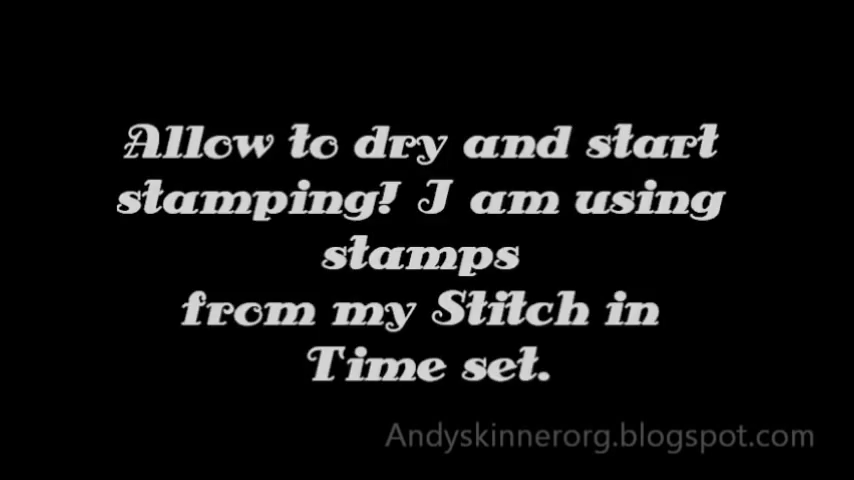 Allow to dry and start
stamping! I am using
stamps
from my Stitch in
Time set.
Andyskinnerorg.blogspot.com